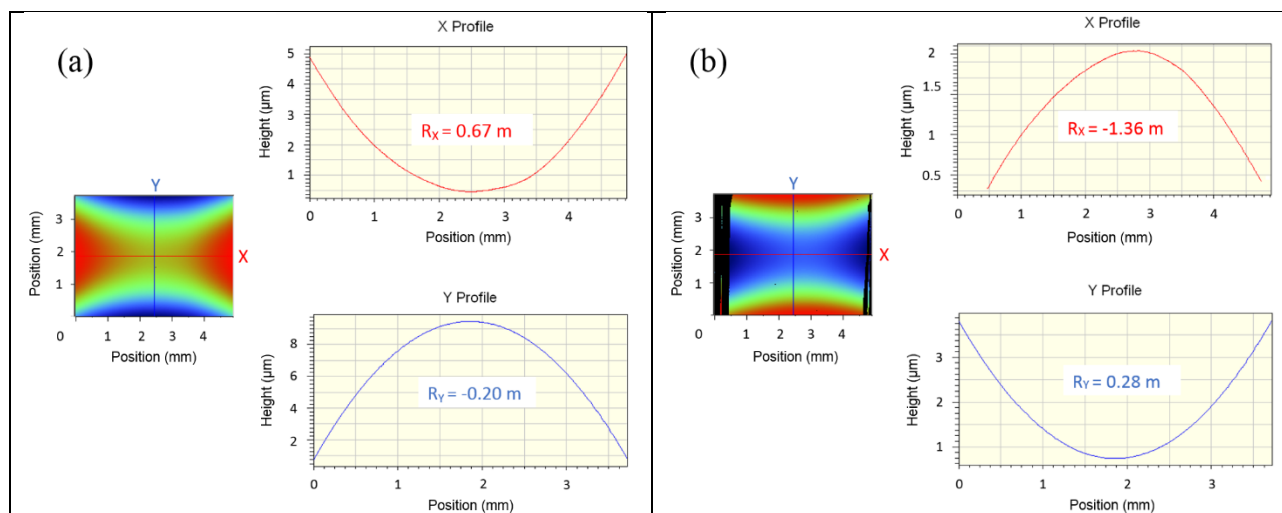 (a)
X Profile
5
4
3
2
1
Height (µm)
R_X = 0.67 m
0 1 2 3 4
Position (mm)
Y
3
2
1
Position (mm)
X
0 1 2 3 4
Position (mm)
Y Profile
8
6
4
2
Height (µm)
R_Y = -0.20 m
0 1 2 3
Position (mm)
(b)
X Profile
2
1.5
1
0.5
Height (µm)
R_X = -1.36 m
0 1 2 3 4
Position (mm)
Y
3
2
1
Position (mm)
X
0 1 2 3 4
Position (mm)
Y Profile
3
2
1
Height (µm)
R_Y = 0.28 m
0 1 2 3
Position (mm)